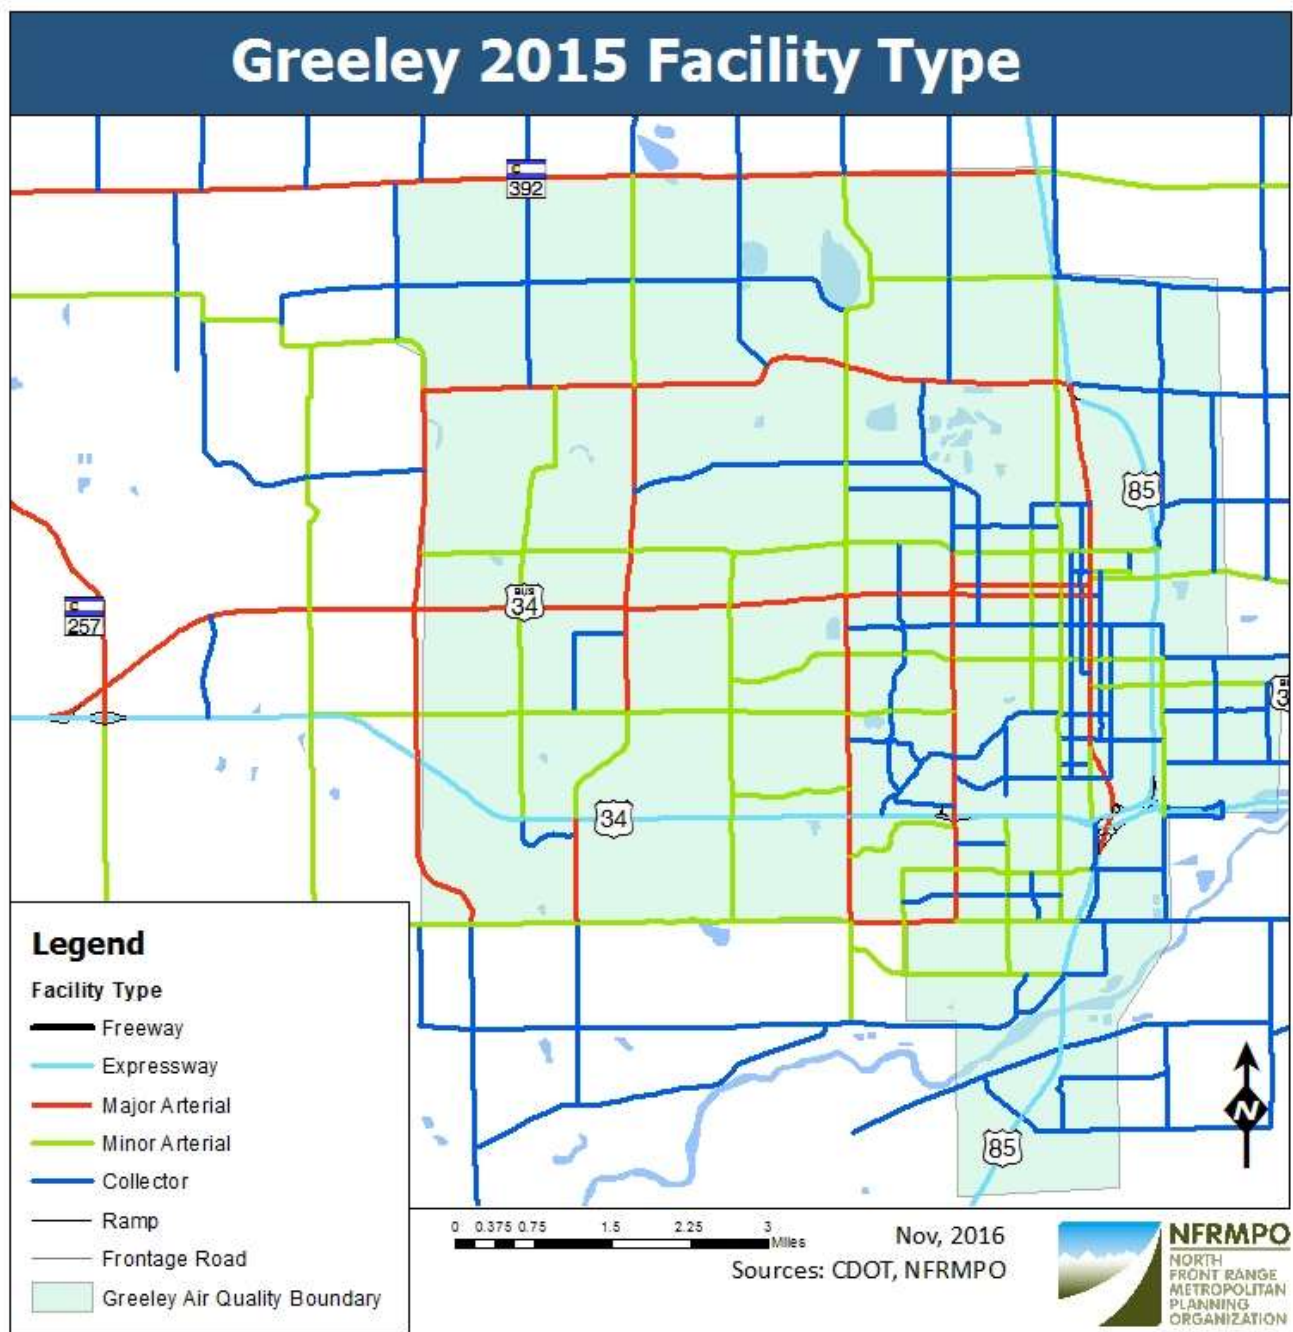 Greeley 2015 Facility Type
392
85
BUS
34
257
34
Legend
Facility Type
Freeway
Expressway
Major Arterial
Minor Arterial
Collector
Ramp
Frontage Road
Greeley Air Quality Boundary
85
N
0 0.375 0.75 1.5 2.25 3
Miles
Nov, 2016
Sources: CDOT, NFRMPO
NFRMPO
NORTH
FRONT RANGE
METROPOLITAN
PLANNING
ORGANIZATION